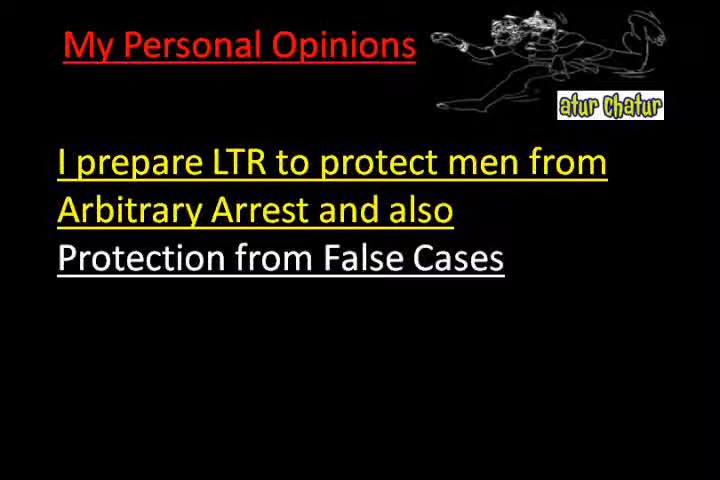 My Personal Opinions
atur chatur
I prepare LTR to protect men from
Arbitrary Arrest and also
Protection from False Cases